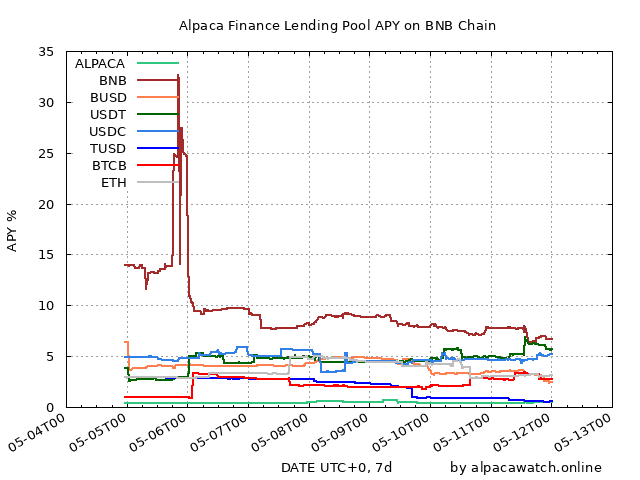 Alpaca Finance Lending Pool APY on BNB Chain
35
30
25
20
15
10
5
0
APY %
ALPACA
BNB
BUSD
USDT
USDC
TUSD
BTCB
ETH
05-04T00
05-05T00
05-06T00
05-07T00
05-08T00
05-09T00
05-10T00
05-11T00
05-12T00
05-13T00
DATE UTC+0, 7d by alpacawatch.online